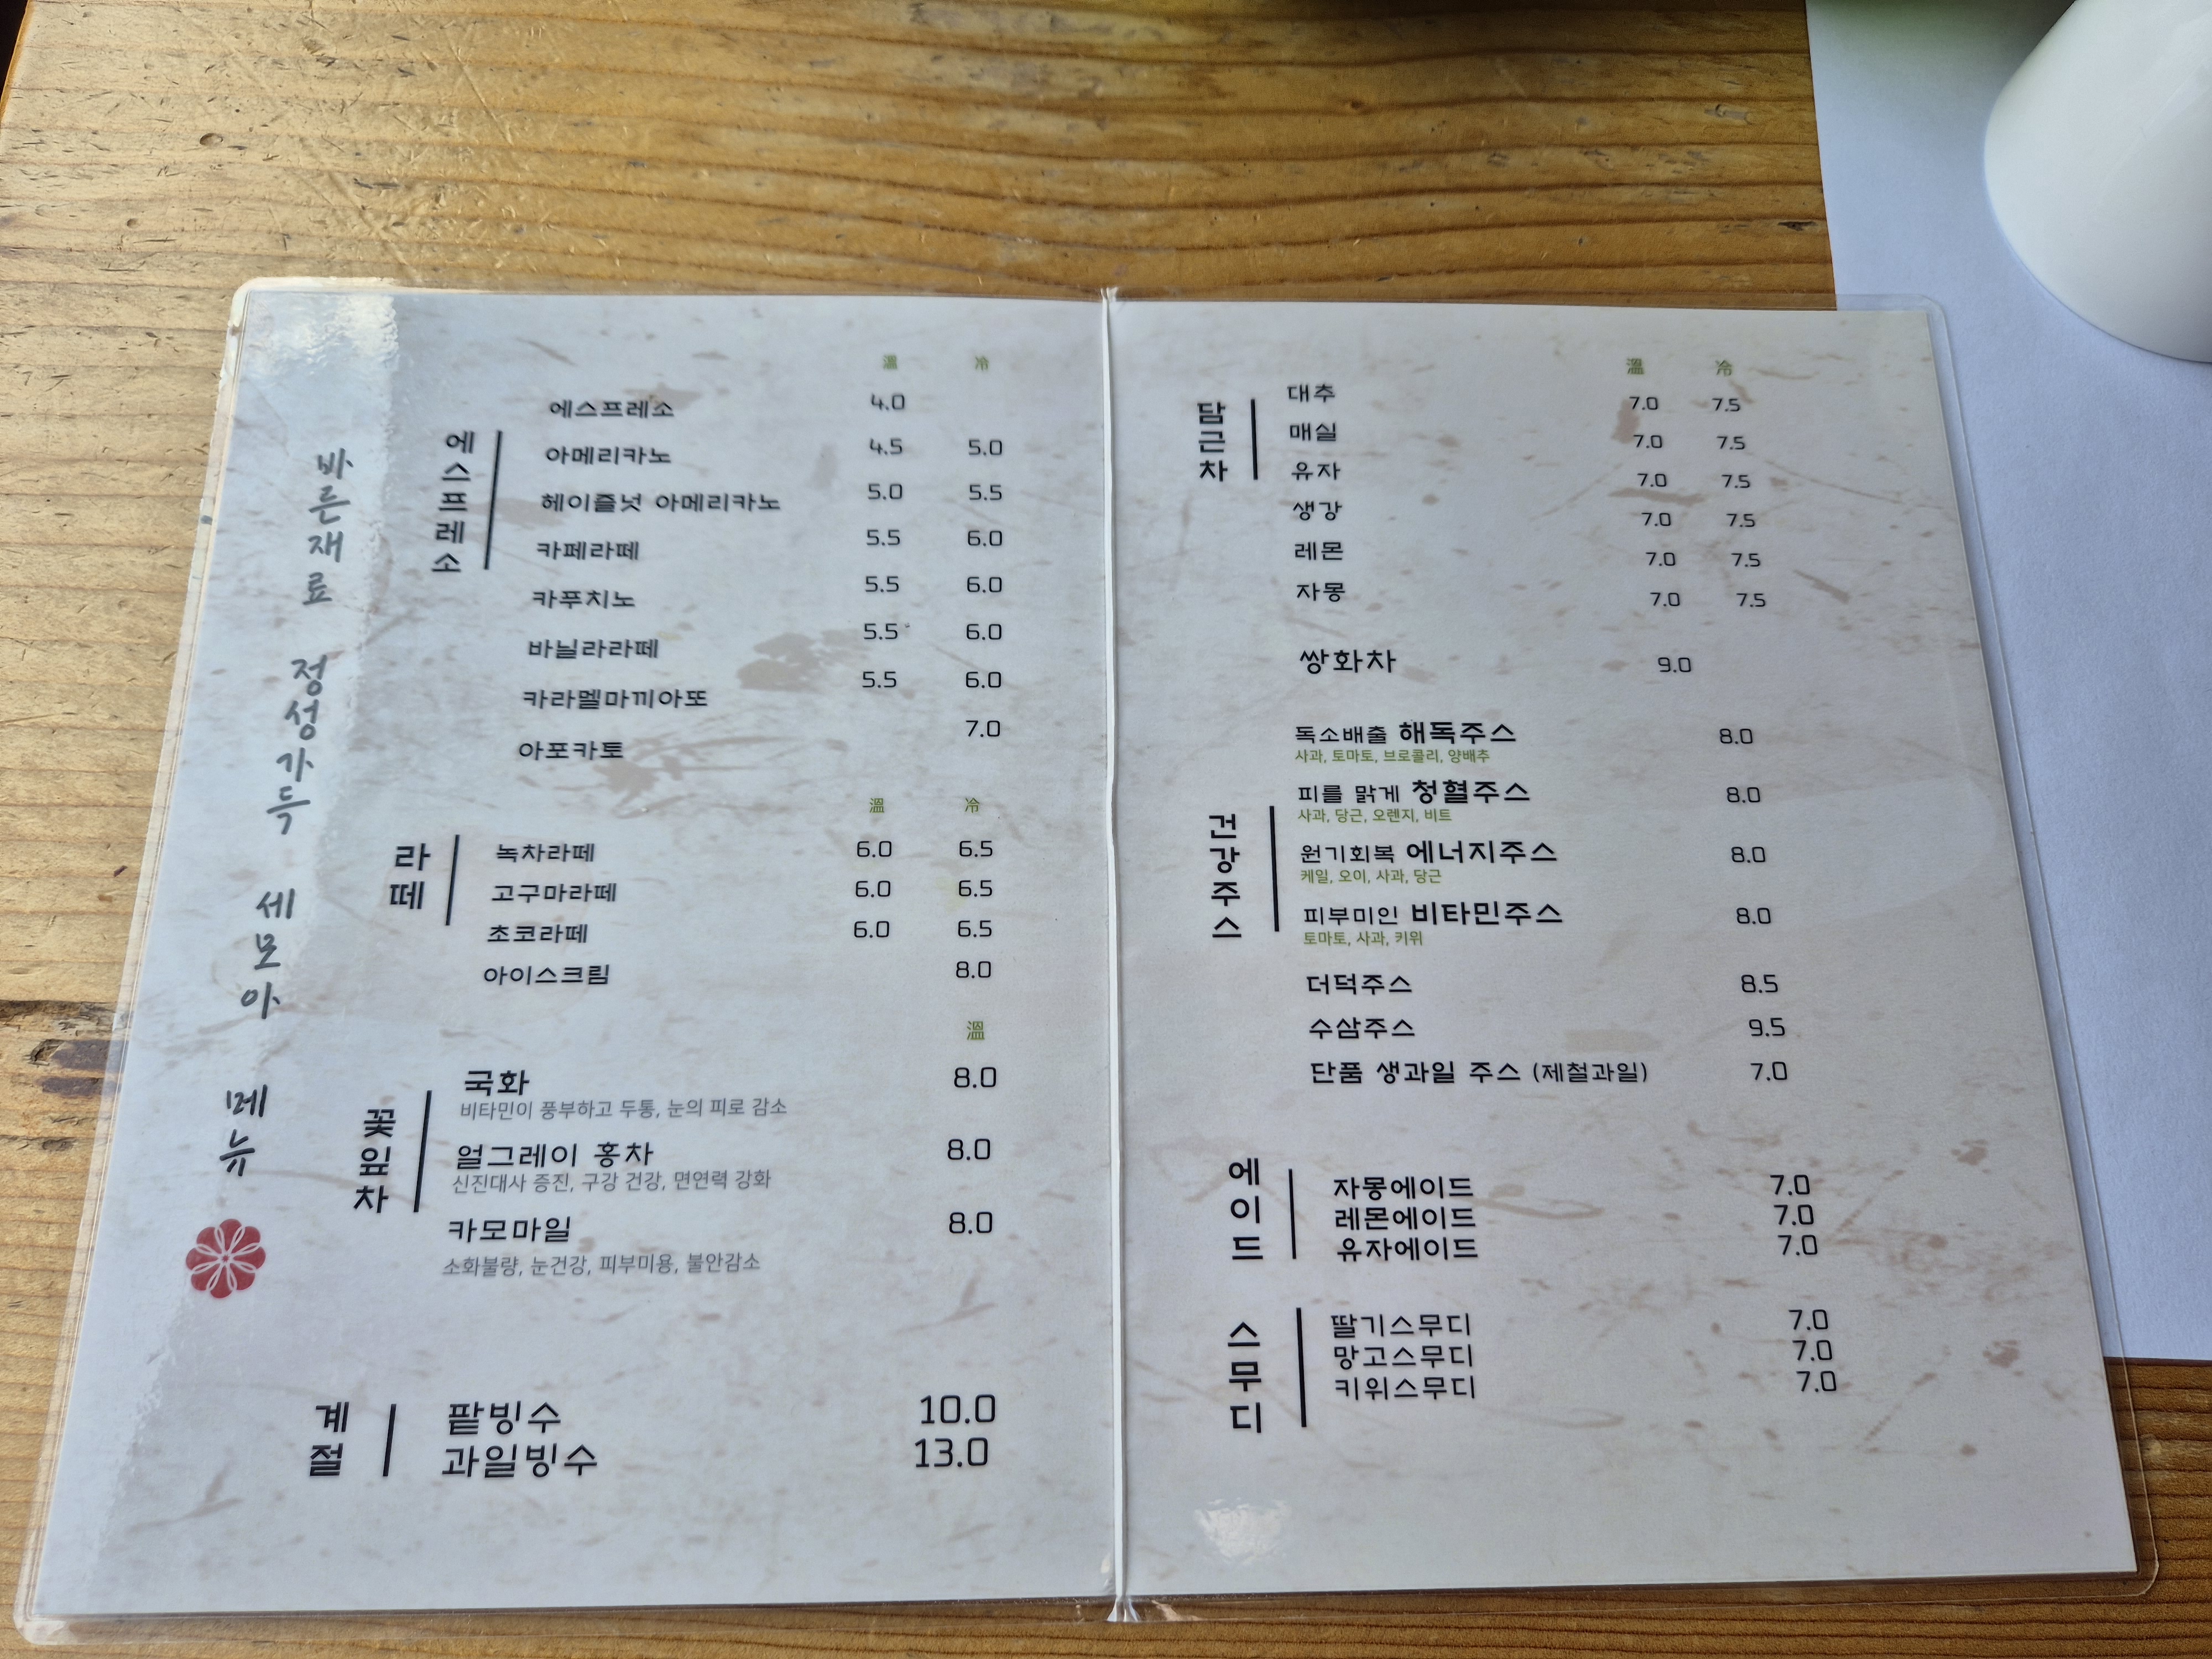 바른재료 정성가득 세모아 메뉴
에스프레소
溫 冷
에스프레소 4.0
아메리카노 4.5 5.0
헤이즐넛 아메리카노 5.0 5.5
카페라떼 5.5 6.0
카푸치노 5.5 6.0
바닐라라떼 5.5 6.0
카라멜마끼아또 5.5 6.0
아포카토 7.0
라떼
溫 冷
녹차라떼 6.0 6.5
고구마라떼 6.0 6.5
초코라떼 6.0 6.5
아이스크림 8.0
꽃잎차
溫
국화 8.0
비타민이 풍부하고 두통, 눈의 피로 감소
얼그레이 홍차 8.0
신진대사 증진, 구강 건강, 면연력 강화
카모마일 8.0
소화불량, 눈건강, 피부미용, 불안감소
계절
팥빙수 10.0
과일빙수 13.0
담근차
溫 冷
대추 7.0 7.5
매실 7.0 7.5
유자 7.0 7.5
생강 7.0 7.5
레몬 7.0 7.5
자몽 7.0 7.5
쌍화차 9.0
건강주스
독소배출 해독주스 8.0
사과, 토마토, 브로콜리, 양배추
피를 맑게 청혈주스 8.0
사과, 당근, 오렌지, 비트
원기회복 에너지주스 8.0
케일, 오이, 사과, 당근
피부미인 비타민주스 8.0
토마토, 사과, 키위
더덕주스 8.5
수삼주스 9.5
단품 생과일 주스 (제철과일) 7.0
에이드
자몽에이드 7.0
레몬에이드 7.0
유자에이드 7.0
스무디
딸기스무디 7.0
망고스무디 7.0
키위스무디 7.0